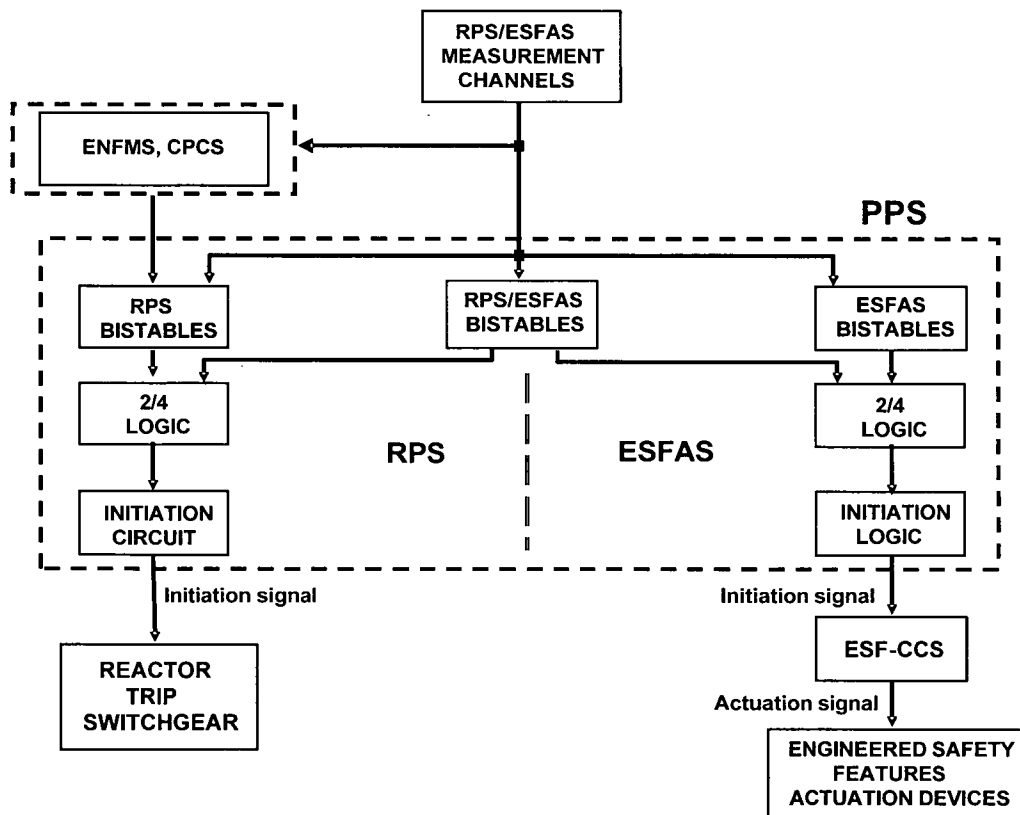 RPS/ESFAS
MEASUREMENT
CHANNELS
ENFMS, CPCS
PPS
RPS
BISTABLES
RPS/ESFAS
BISTABLES
ESFAS
BISTABLES
2/4
LOGIC
2/4
LOGIC
RPS
ESFAS
INITIATION
CIRCUIT
INITIATION
LOGIC
Initiation signal
Initiation signal
REACTOR
TRIP
SWITCHGEAR
ESF-CCS
Actuation signal
ENGINEERED SAFETY
FEATURES
ACTUATION DEVICES